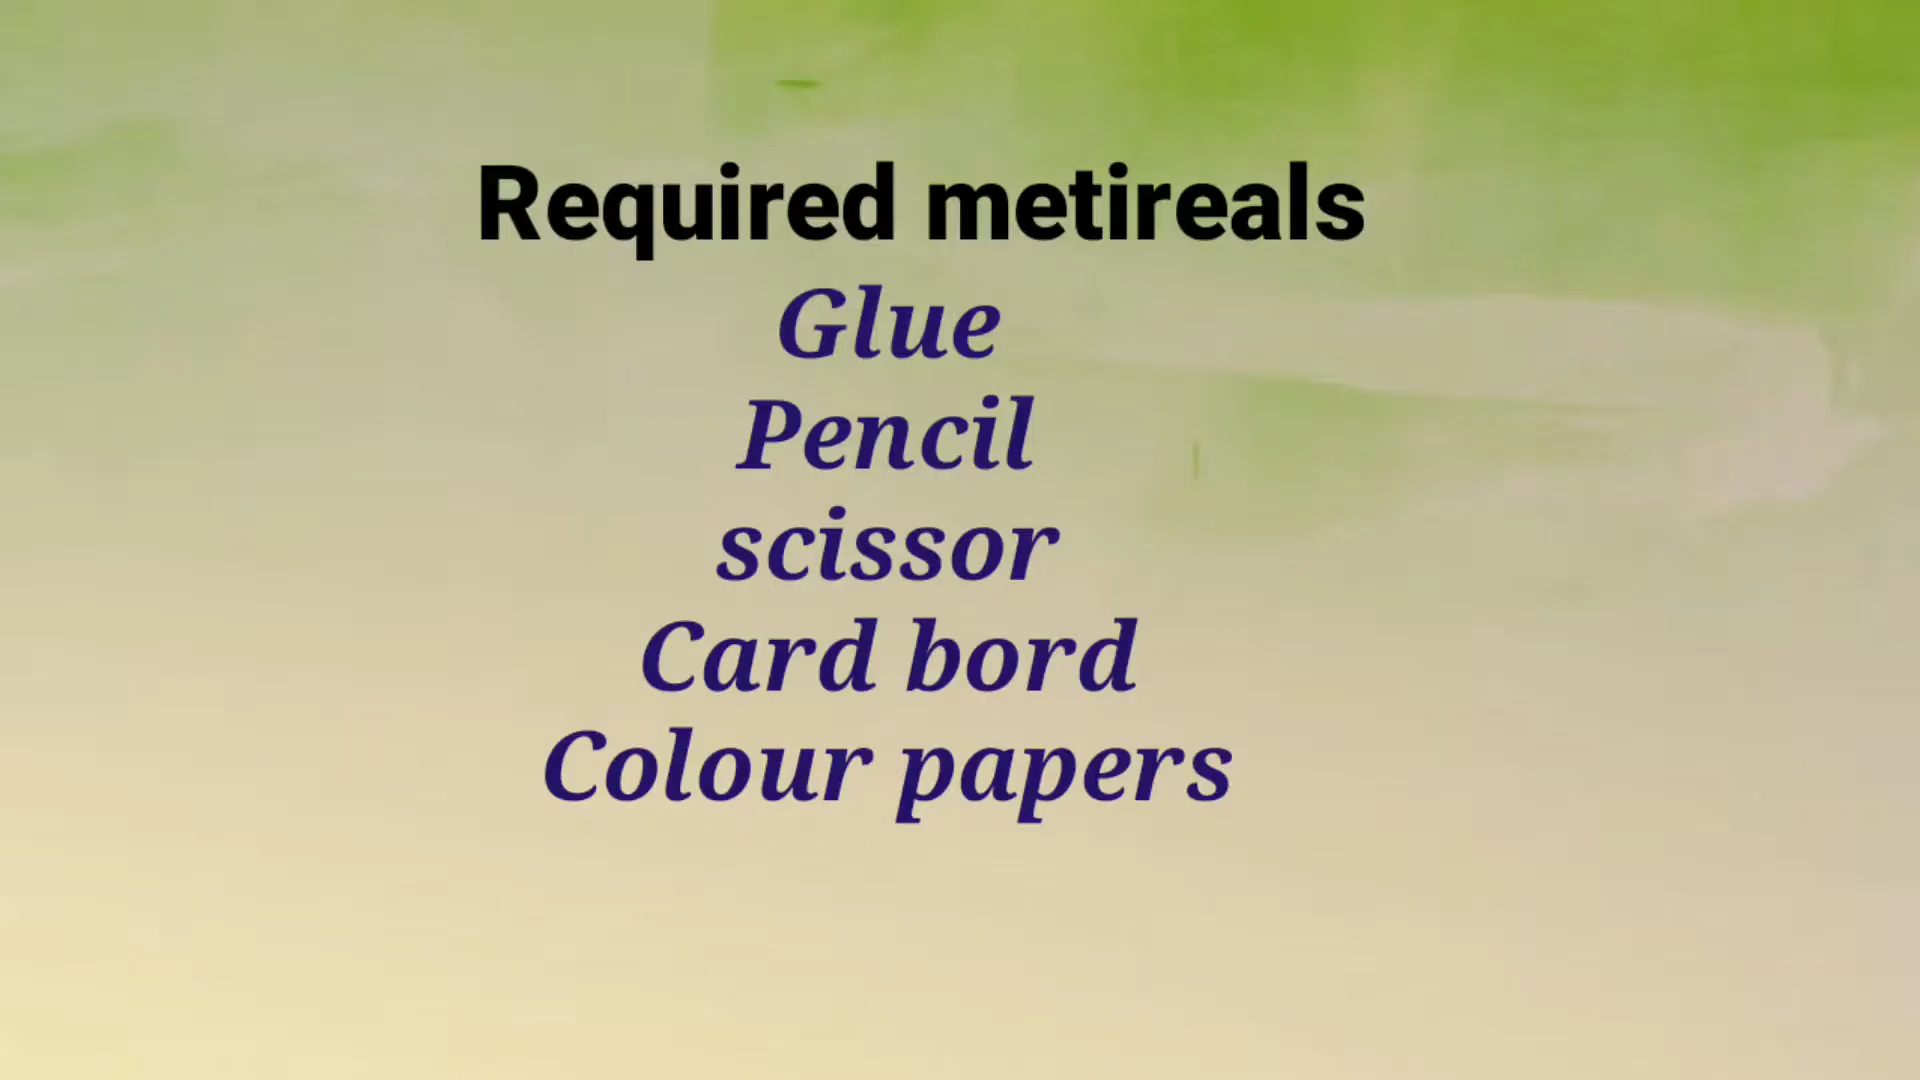 Required metireals
Glue
Pencil
scissor
Card bord
Colour papers